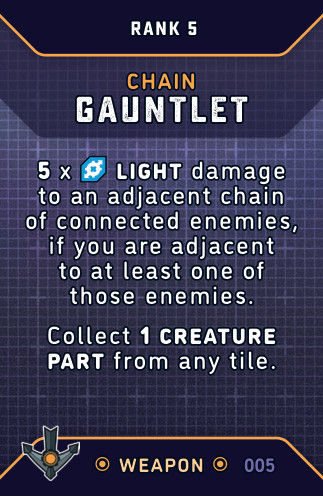 RANK 5
CHAIN
GAUNTLET
5 x LIGHT damage
to an adjacent chain
of connected enemies,
if you are adjacent
to at least one of
those enemies.
Collect 1 CREATURE
PART from any tile.
WEAPON 005